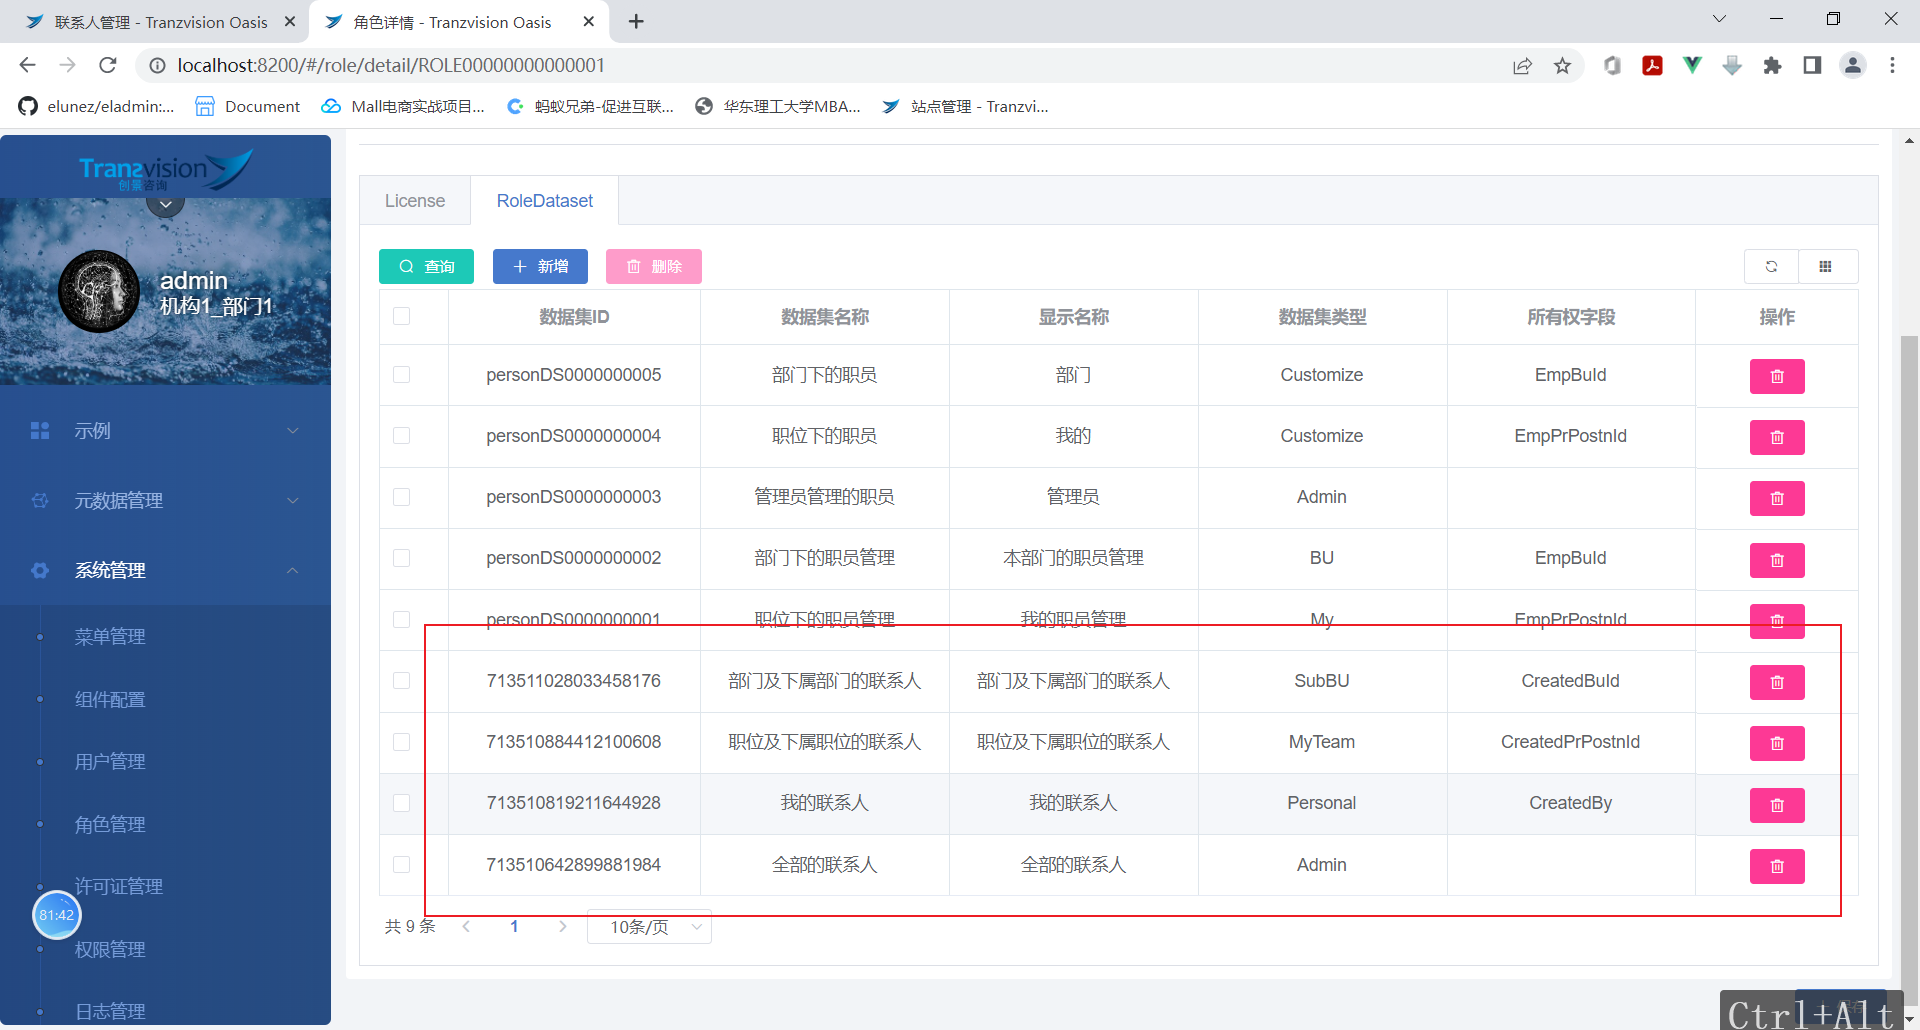 联系人管理 - Tranzvision Oasis
角色详情 - Tranzvision Oasis
localhost:8200/#/role/detail/ROLE00000000000001
elunez/eladmin:...
Document
Mall电商实战项目...
蚂蚁兄弟-促进互联...
华东理工大学MBA...
站点管理 - Tranzvi...
Tranzvision
创景咨询
admin
机构1_部门1
示例
元数据管理
系统管理
菜单管理
组件配置
用户管理
角色管理
许可证管理
81:42
权限管理
日志管理
License
RoleDataset
查询
新增
删除
数据集ID 数据集名称 显示名称 数据集类型 所有权字段 操作
personDS0000000005 部门下的职员 部门 Customize EmpBuId
personDS0000000004 职位下的职员 我的 Customize EmpPrPostnId
personDS0000000003 管理员管理的职员 管理员 Admin
personDS0000000002 部门下的职员管理 本部门的职员管理 BU EmpBuId
personDS0000000001 职位下的职员管理 我的职员管理 My EmpPrPostnId
713511028033458176 部门及下属部门的联系人 部门及下属部门的联系人 SubBU CreatedBuId
713510884412100608 职位及下属职位的联系人 职位及下属职位的联系人 MyTeam CreatedPrPostnId
713510819211644928 我的联系人 我的联系人 Personal CreatedBy
713510642899881984 全部的联系人 全部的联系人 Admin
共 9 条
1
10条/页
Ctrl+Alt